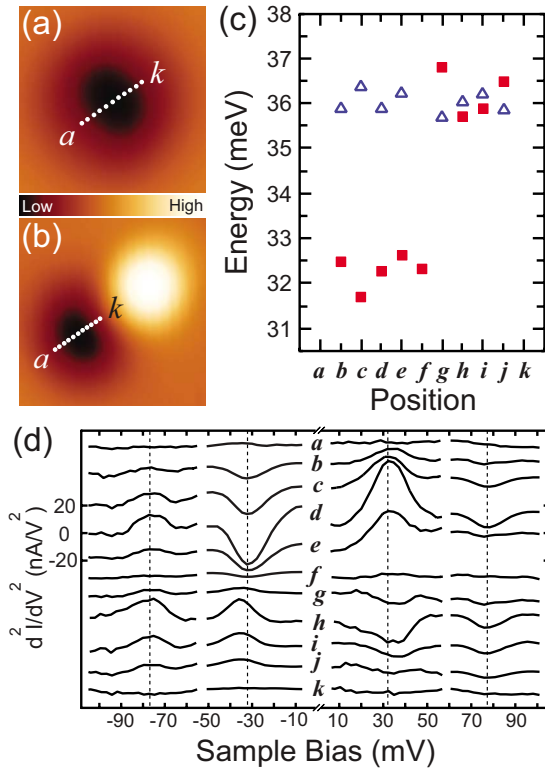 (a)
k
a
Low High
(b)
k
a
(c)
Energy (meV)
38
37
36
35
34
33
32
31
a b c d e f g h i j k
Position
(d)
d²I/dV² (nA/V²)
20
0
-20
a
b
c
d
e
f
g
h
i
j
k
-90 -70 -50 -30 -10 10 30 50 70 90
Sample Bias (mV)